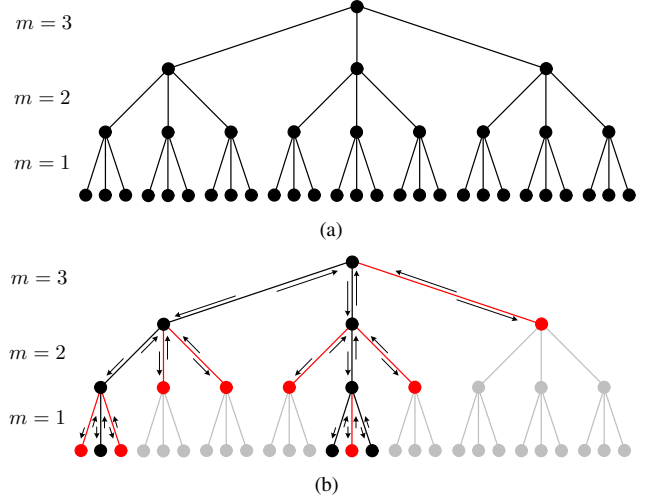 m = 3
m = 2
m = 1
(a)
m = 3
m = 2
m = 1
(b)